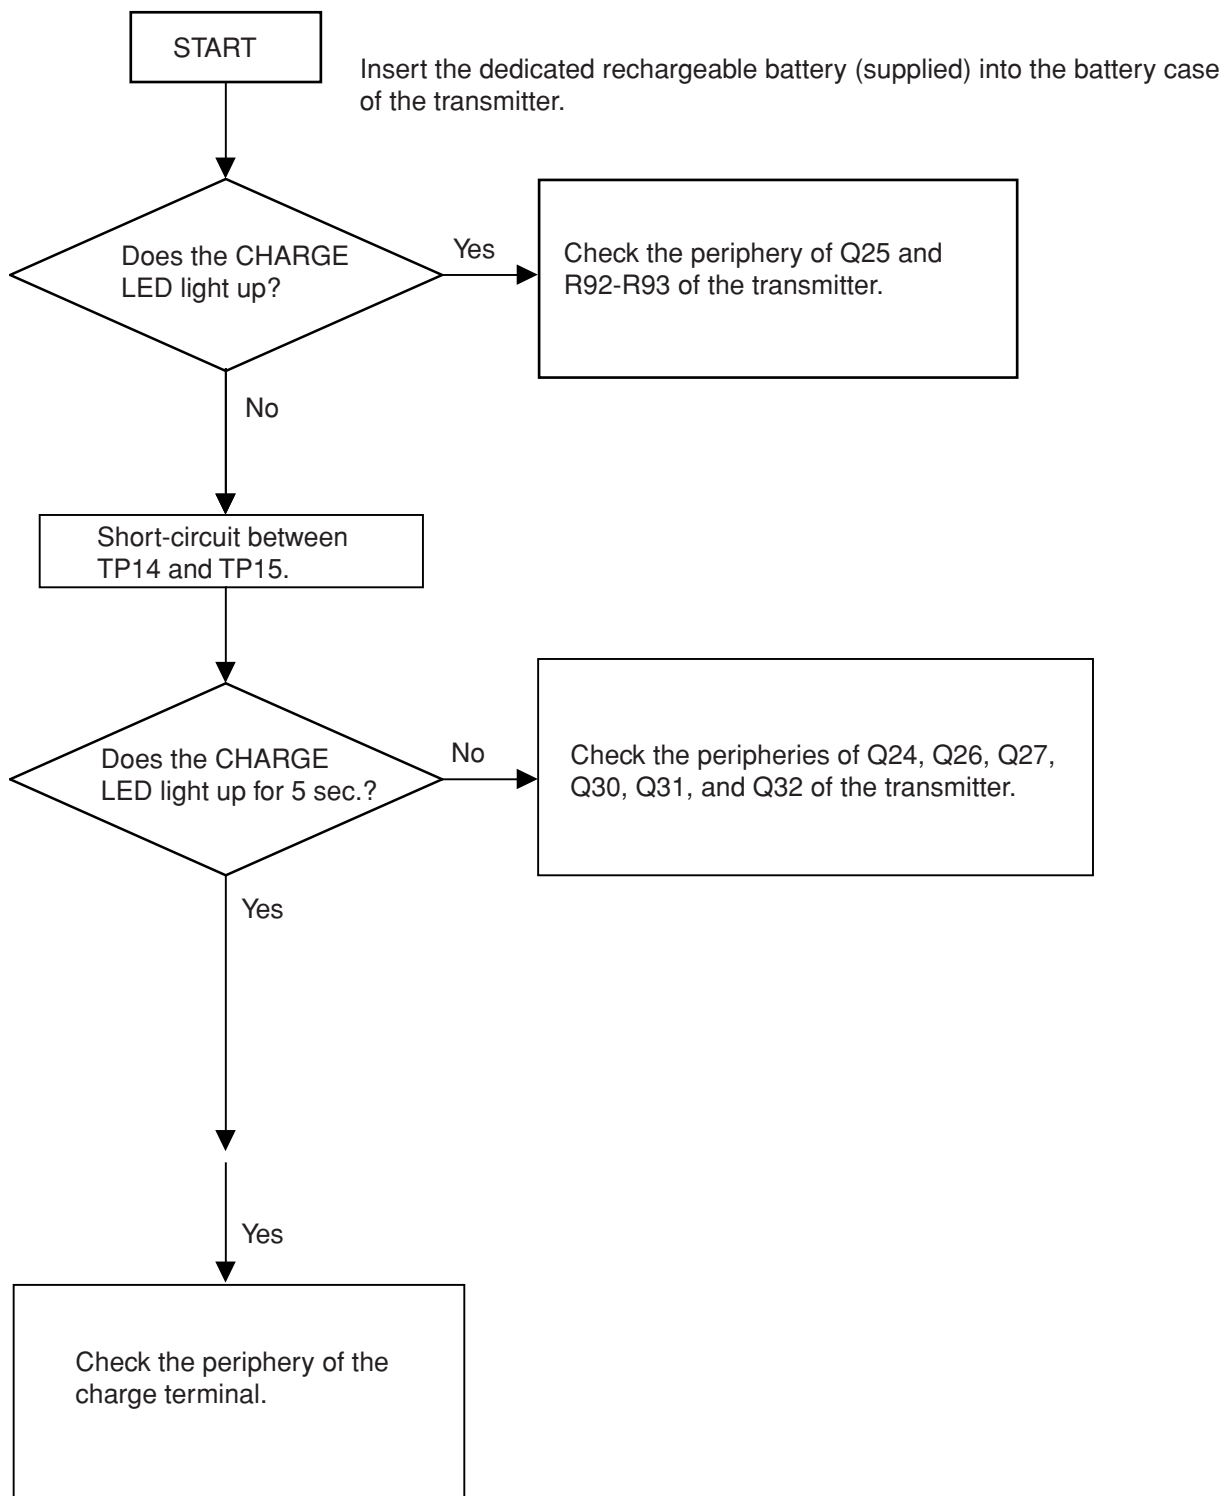 START
Insert the dedicated rechargeable battery (supplied) into the battery case
of the transmitter.
Does the CHARGE
LED light up?
Yes
Check the periphery of Q25 and
R92-R93 of the transmitter.
No
Short-circuit between
TP14 and TP15.
Does the CHARGE
LED light up for 5 sec.?
No
Check the peripheries of Q24, Q26, Q27,
Q30, Q31, and Q32 of the transmitter.
Yes
Yes
Check the periphery of the
charge terminal.